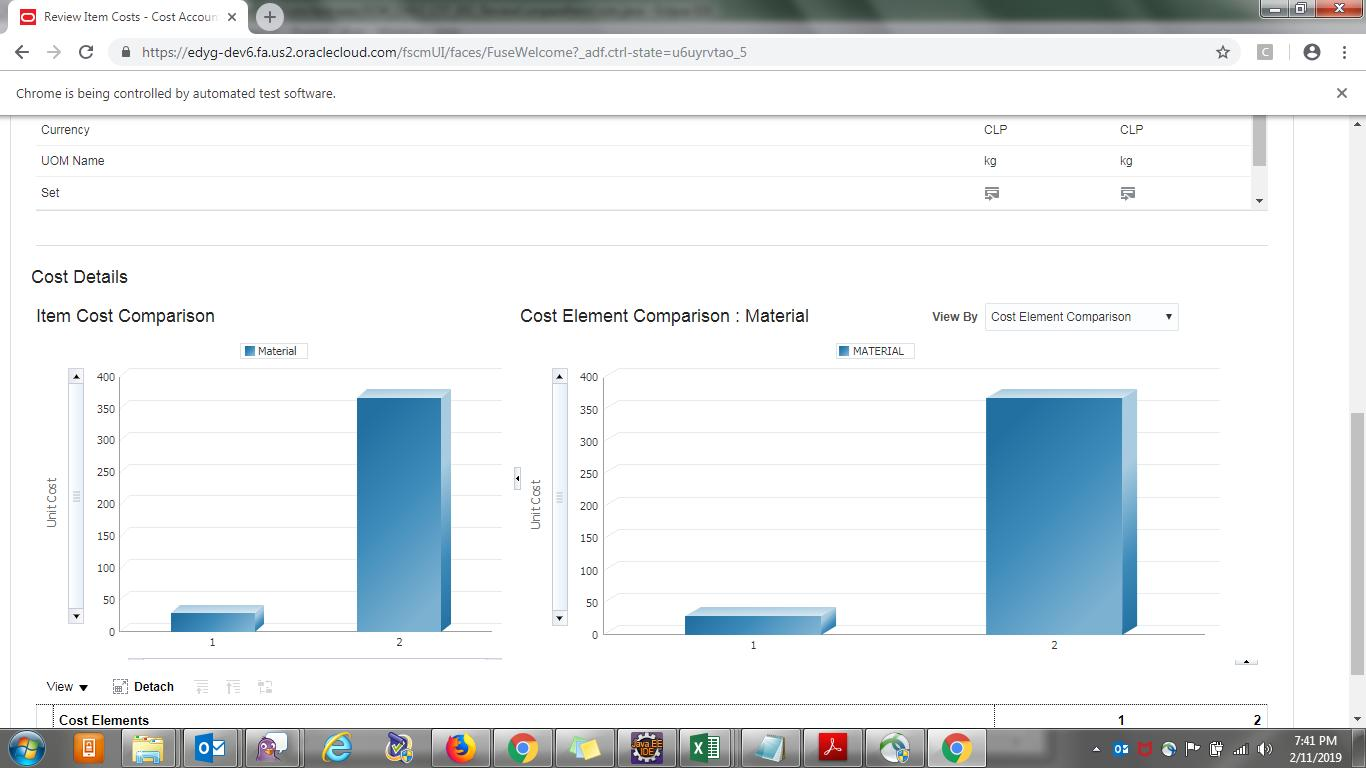 Review Item Costs - Cost Accoun
https://edyg-dev6.fa.us2.oraclecloud.com/fscmUI/faces/FuseWelcome?_adf.ctrl-state=u6uyrvtao_5
C
Chrome is being controlled by automated test software.
Currency CLP CLP
UOM Name kg kg
Set
Cost Details
Item Cost Comparison
Material
Unit Cost
400
350
300
250
200
150
100
50
0
1 2
Cost Element Comparison : Material
View By Cost Element Comparison
MATERIAL
Unit Cost
400
350
300
250
200
150
100
50
0
1 2
View Detach
Cost Elements 1 2
Java EE
IDE
7:41 PM
2/11/2019